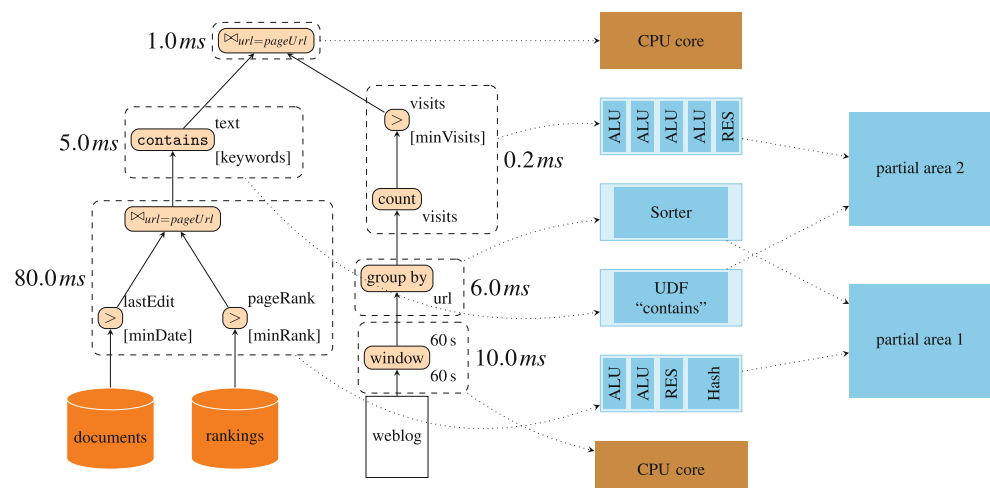 1.0ms
⋈url=pageUrl
CPU core
visits
>
[minVisits]
text
contains
[keywords]
5.0ms
0.2ms
ALU
ALU
ALU
ALU
RES
partial area 2
count
visits
Sorter
⋈url=pageUrl
80.0ms
group by
url
6.0ms
UDF
“contains”
lastEdit
>
[minDate]
pageRank
>
[minRank]
60 s
window
60 s
10.0ms
partial area 1
ALU
ALU
RES
Hash
documents
rankings
weblog
CPU core